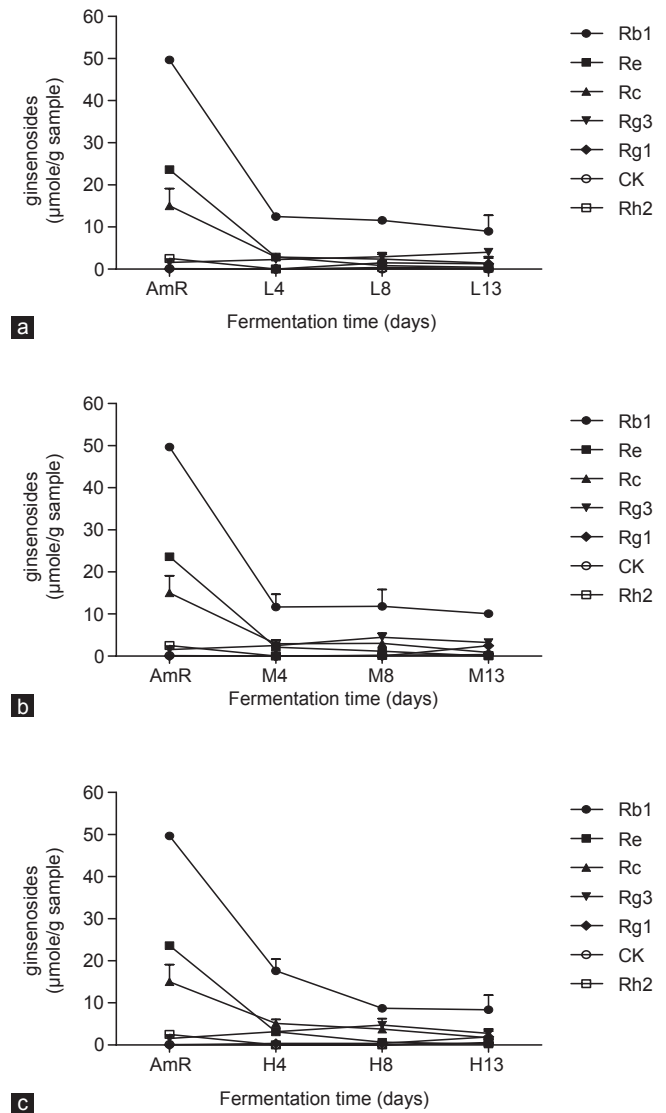 60
50
40
30
20
10
0
ginsenosides
(µmole/g sample)
AmR L4 L8 L13
Fermentation time (days)
Rb1
Re
Rc
Rg3
Rg1
CK
Rh2
a
60
50
40
30
20
10
0
ginsenosides
(µmole/g sample)
AmR M4 M8 M13
Fermentation time (days)
Rb1
Re
Rc
Rg3
Rg1
CK
Rh2
b
60
50
40
30
20
10
0
ginsenosides
(µmole/g sample)
AmR H4 H8 H13
Fermentation time (days)
Rb1
Re
Rc
Rg3
Rg1
CK
Rh2
c